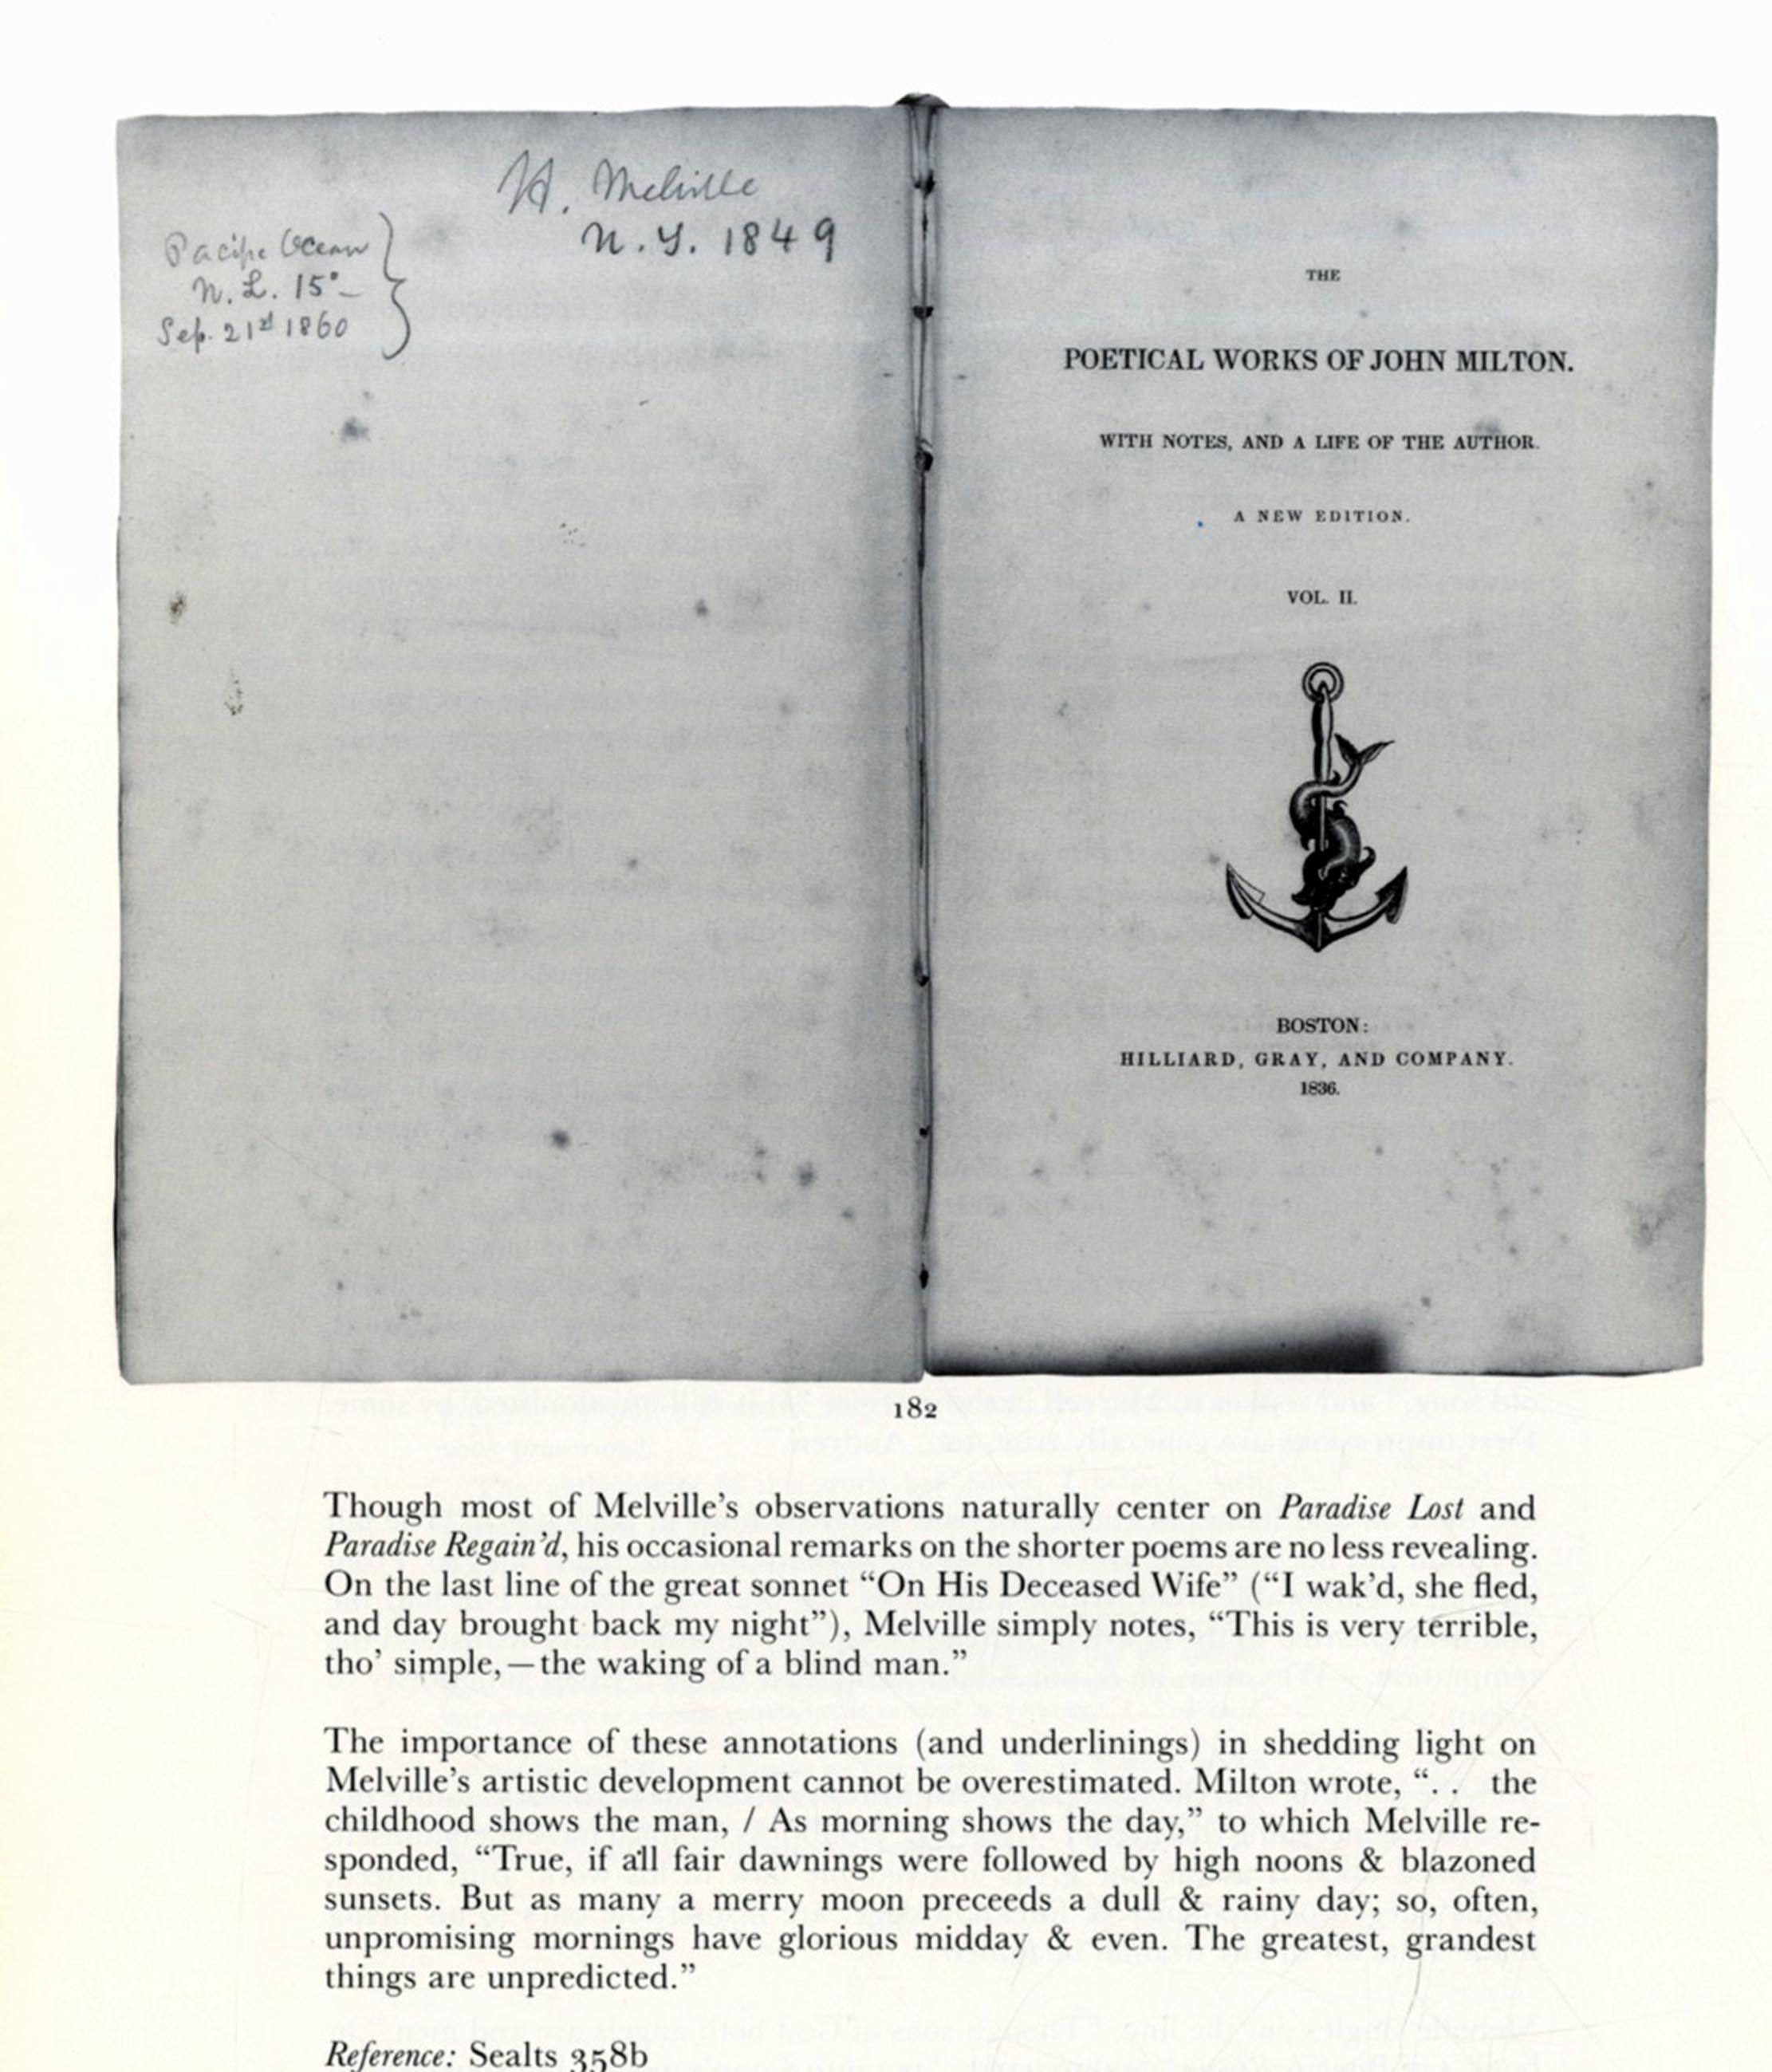 H. Melville
N. Y. 1849
Pacific Ocean
N. L. 15°
Sep. 21st 1860
THE
POETICAL WORKS OF JOHN MILTON.
WITH NOTES, AND A LIFE OF THE AUTHOR.
A NEW EDITION.
VOL. II.
BOSTON:
HILLIARD, GRAY, AND COMPANY.
1836.
182
Though most of Melville’s observations naturally center on Paradise Lost and
Paradise Regain’d, his occasional remarks on the shorter poems are no less revealing.
On the last line of the great sonnet “On His Deceased Wife” (“I wak’d, she fled,
and day brought back my night”), Melville simply notes, “This is very terrible,
tho’ simple,—the waking of a blind man.”
The importance of these annotations (and underlinings) in shedding light on
Melville’s artistic development cannot be overestimated. Milton wrote, “. . the
childhood shows the man, / As morning shows the day,” to which Melville re-
sponded, “True, if all fair dawnings were followed by high noons & blazoned
sunsets. But as many a merry moon preceeds a dull & rainy day; so, often,
unpromising mornings have glorious midday & even. The greatest, grandest
things are unpredicted.”
Reference: Sealts 358b